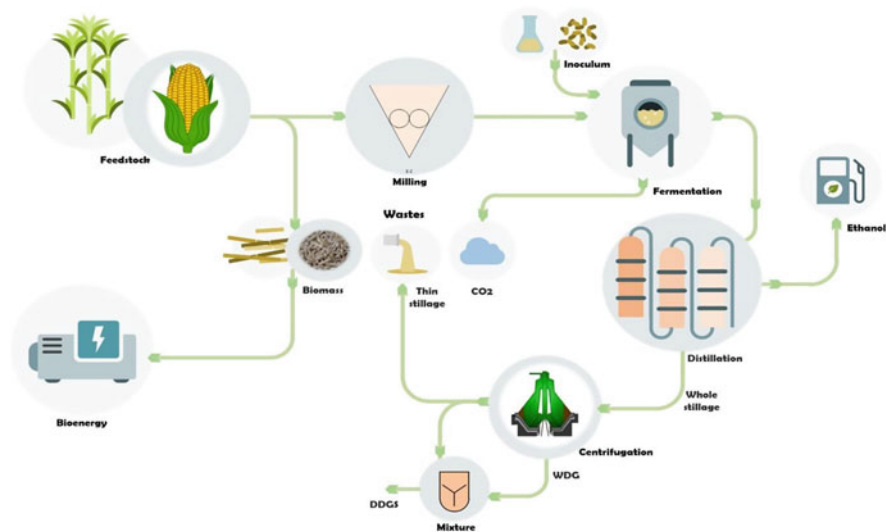 Inoculum
Feedstock
Milling
Fermentation
Wastes
Ethanol
Biomass
Thin
stillage
CO2
Distillation
Whole
stillage
Bioenergy
Centrifugation
WDG
DDGS
Mixture